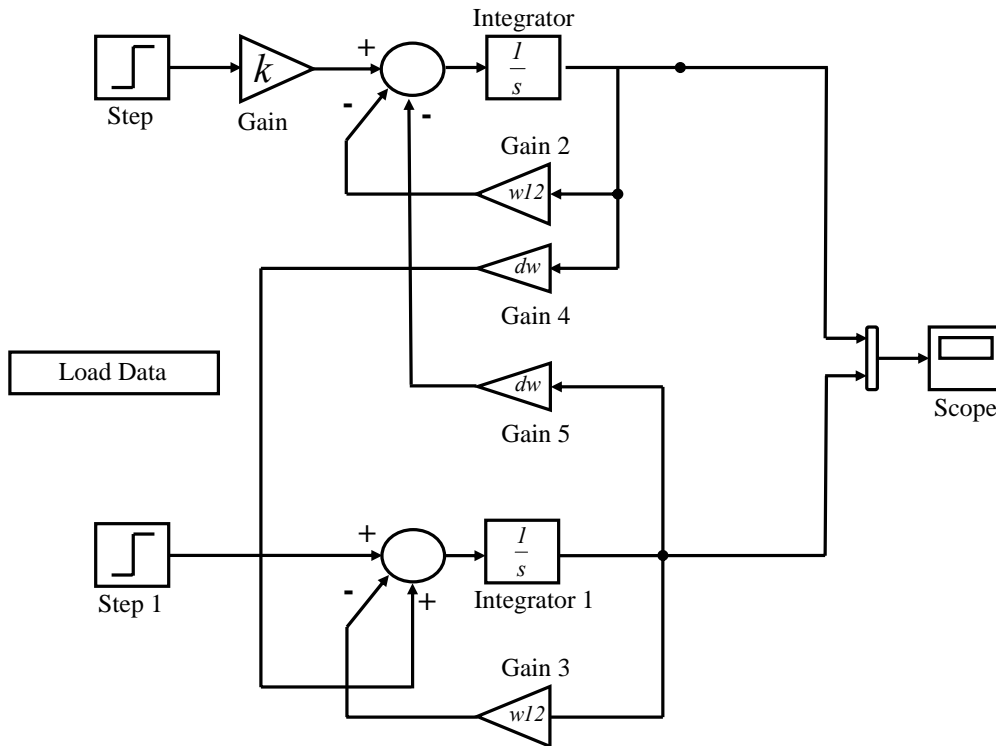 Integrator
+
1
s
k
Step
Gain
-
-
Gain 2
w12
dw
Gain 4
Load Data
dw
Gain 5
Scope
+
1
s
-
+
Step 1
Integrator 1
Gain 3
w12